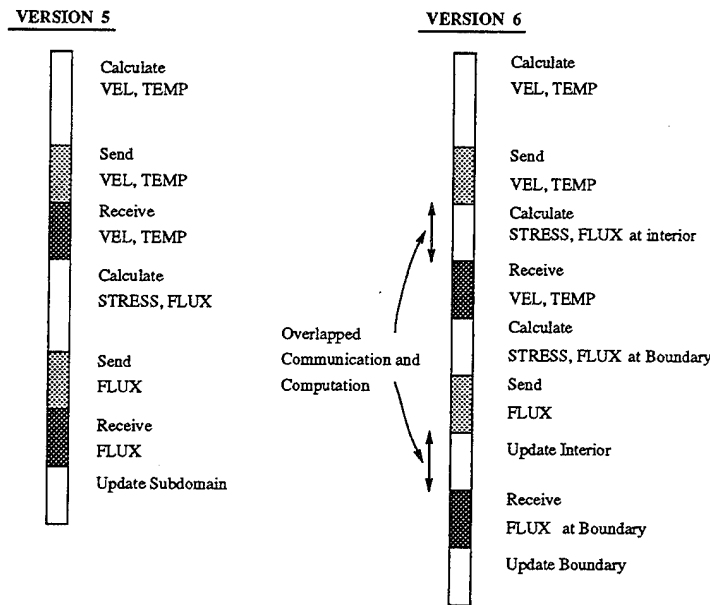 VERSION 5
Calculate
VEL, TEMP
Send
VEL, TEMP
Receive
VEL, TEMP
Calculate
STRESS, FLUX
Send
FLUX
Receive
FLUX
Update Subdomain
Overlapped
Communication and
Computation
VERSION 6
Calculate
VEL, TEMP
Send
VEL, TEMP
Calculate
STRESS, FLUX at interior
Receive
VEL, TEMP
Calculate
STRESS, FLUX at Boundary
Send
FLUX
Update Interior
Receive
FLUX at Boundary
Update Boundary